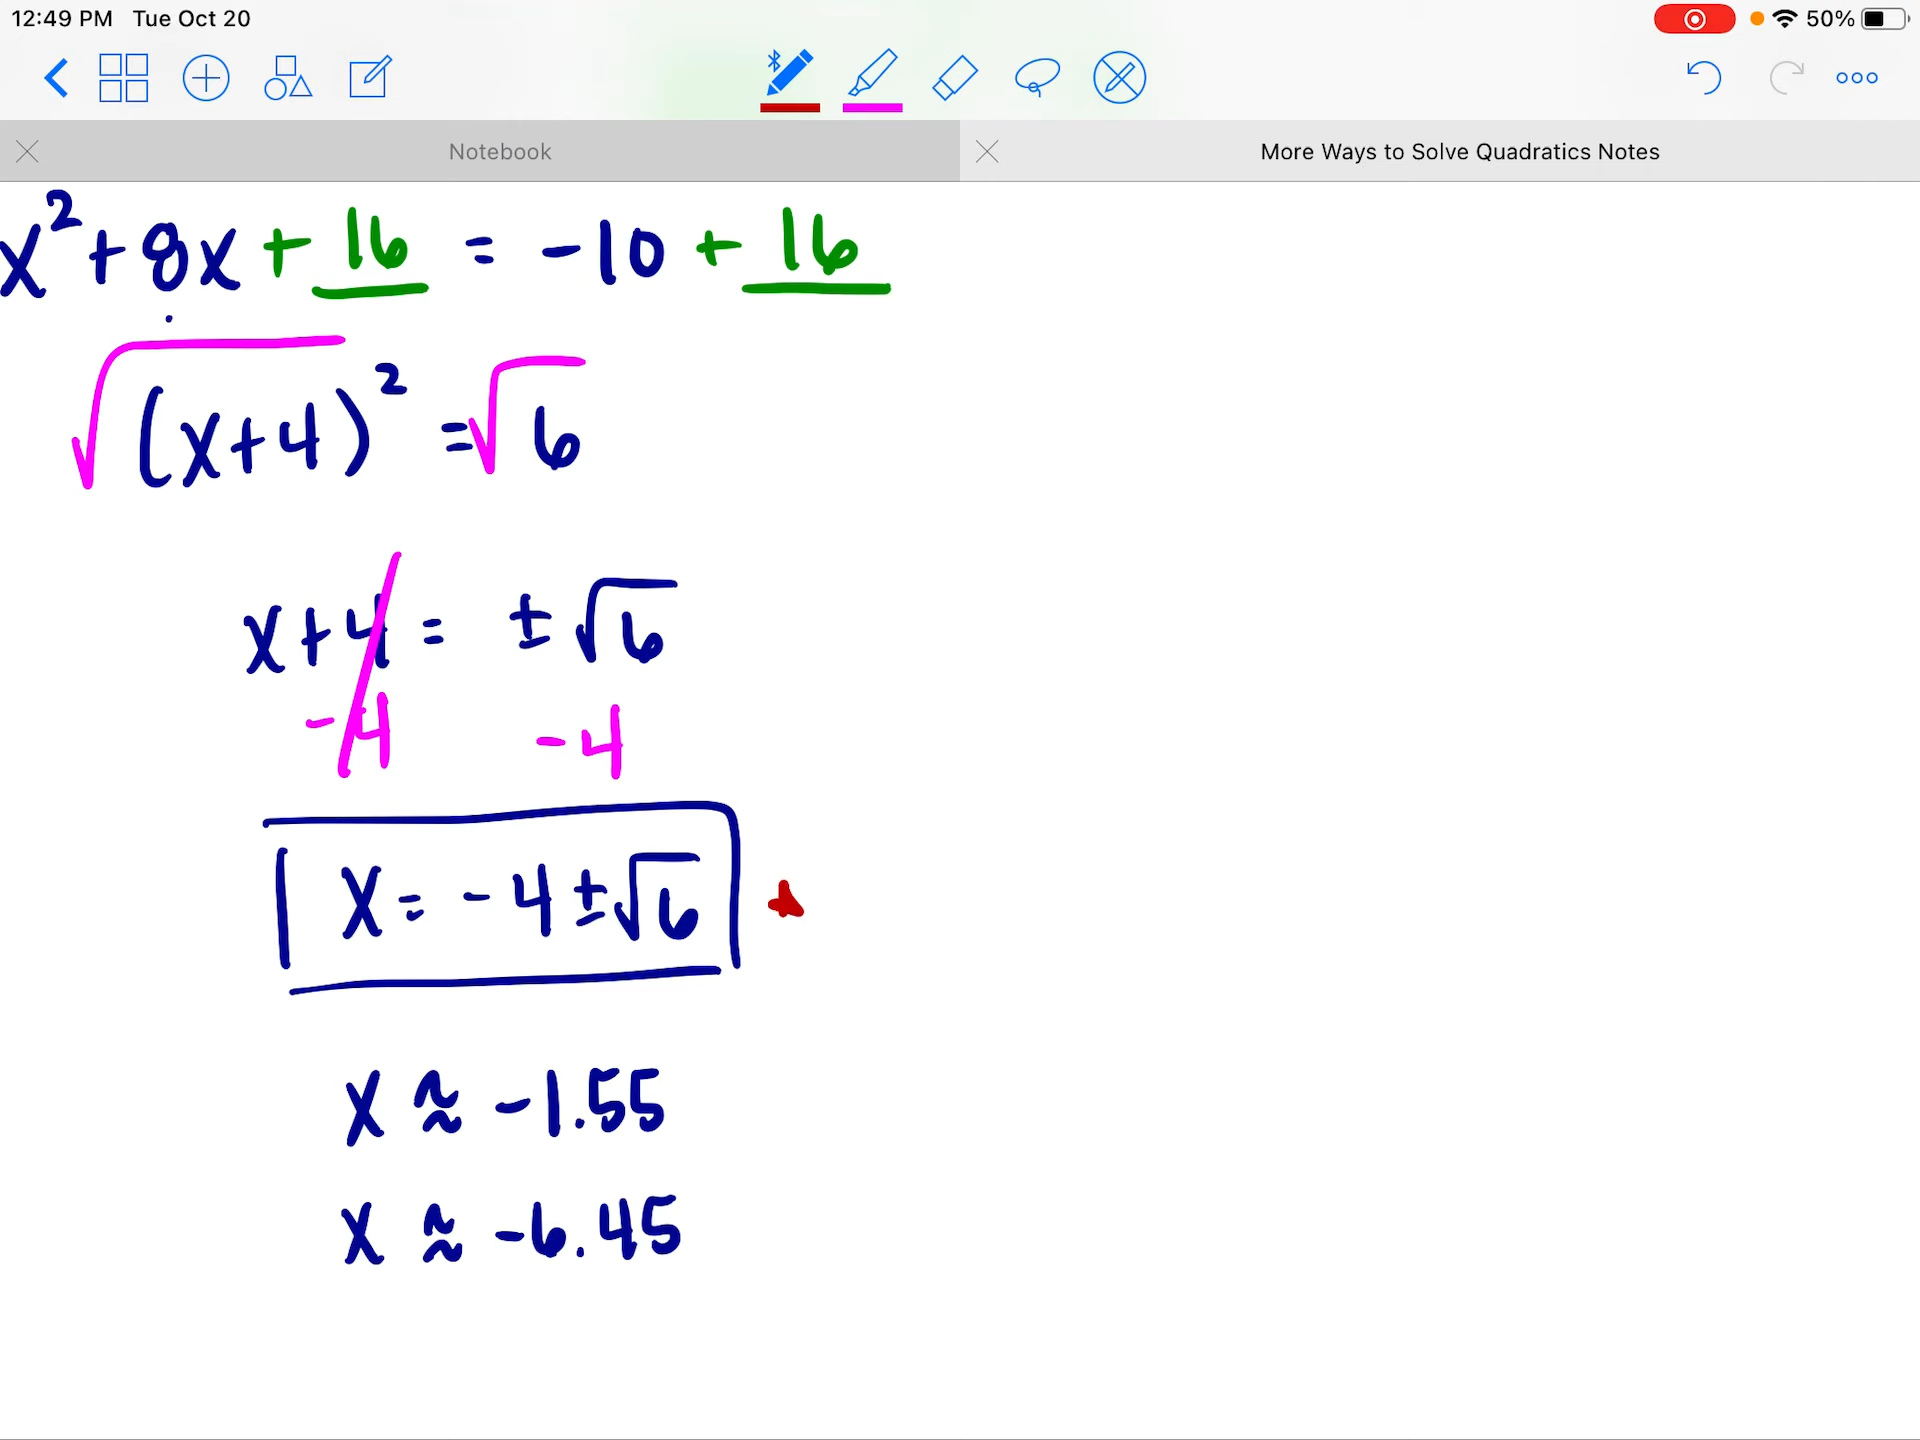 12:49 PM Tue Oct 20
50%
Notebook
More Ways to Solve Quadratics Notes
x² + 8x + 16 = -10 + 16
√(x+4)² = √6
x+4 = ±√6
-4 -4
x = -4 ± √6
x ≈ -1.55
x ≈ -6.45